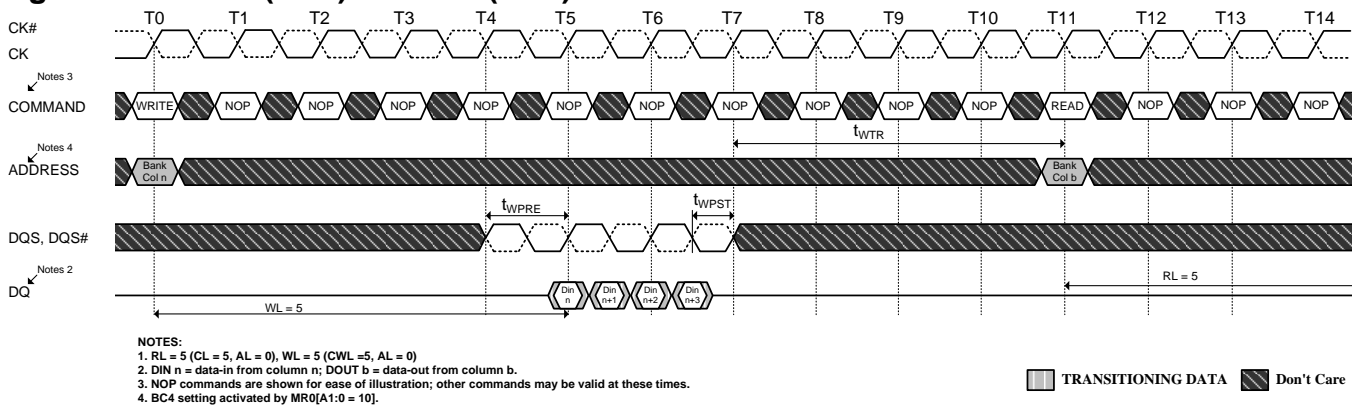 T0 T1 T2 T3 T4 T5 T6 T7 T8 T9 T10 T11 T12 T13 T14
CK#
CK
Notes 3
COMMAND
WRITE NOP NOP NOP NOP NOP NOP NOP NOP NOP NOP READ NOP NOP NOP
tWTR
Notes 4
ADDRESS
Bank Col n
Bank Col b
tWPRE
tWPST
DQS, DQS#
Notes 2
DQ
Din n
Din n+1
Din n+2
Din n+3
RL = 5
WL = 5
NOTES:
1. RL = 5 (CL = 5, AL = 0), WL = 5 (CWL =5, AL = 0)
2. DIN n = data-in from column n; DOUT b = data-out from column b.
3. NOP commands are shown for ease of illustration; other commands may be valid at these times.
4. BC4 setting activated by MR0[A1:0 = 10].
TRANSITIONING DATA
Don't Care